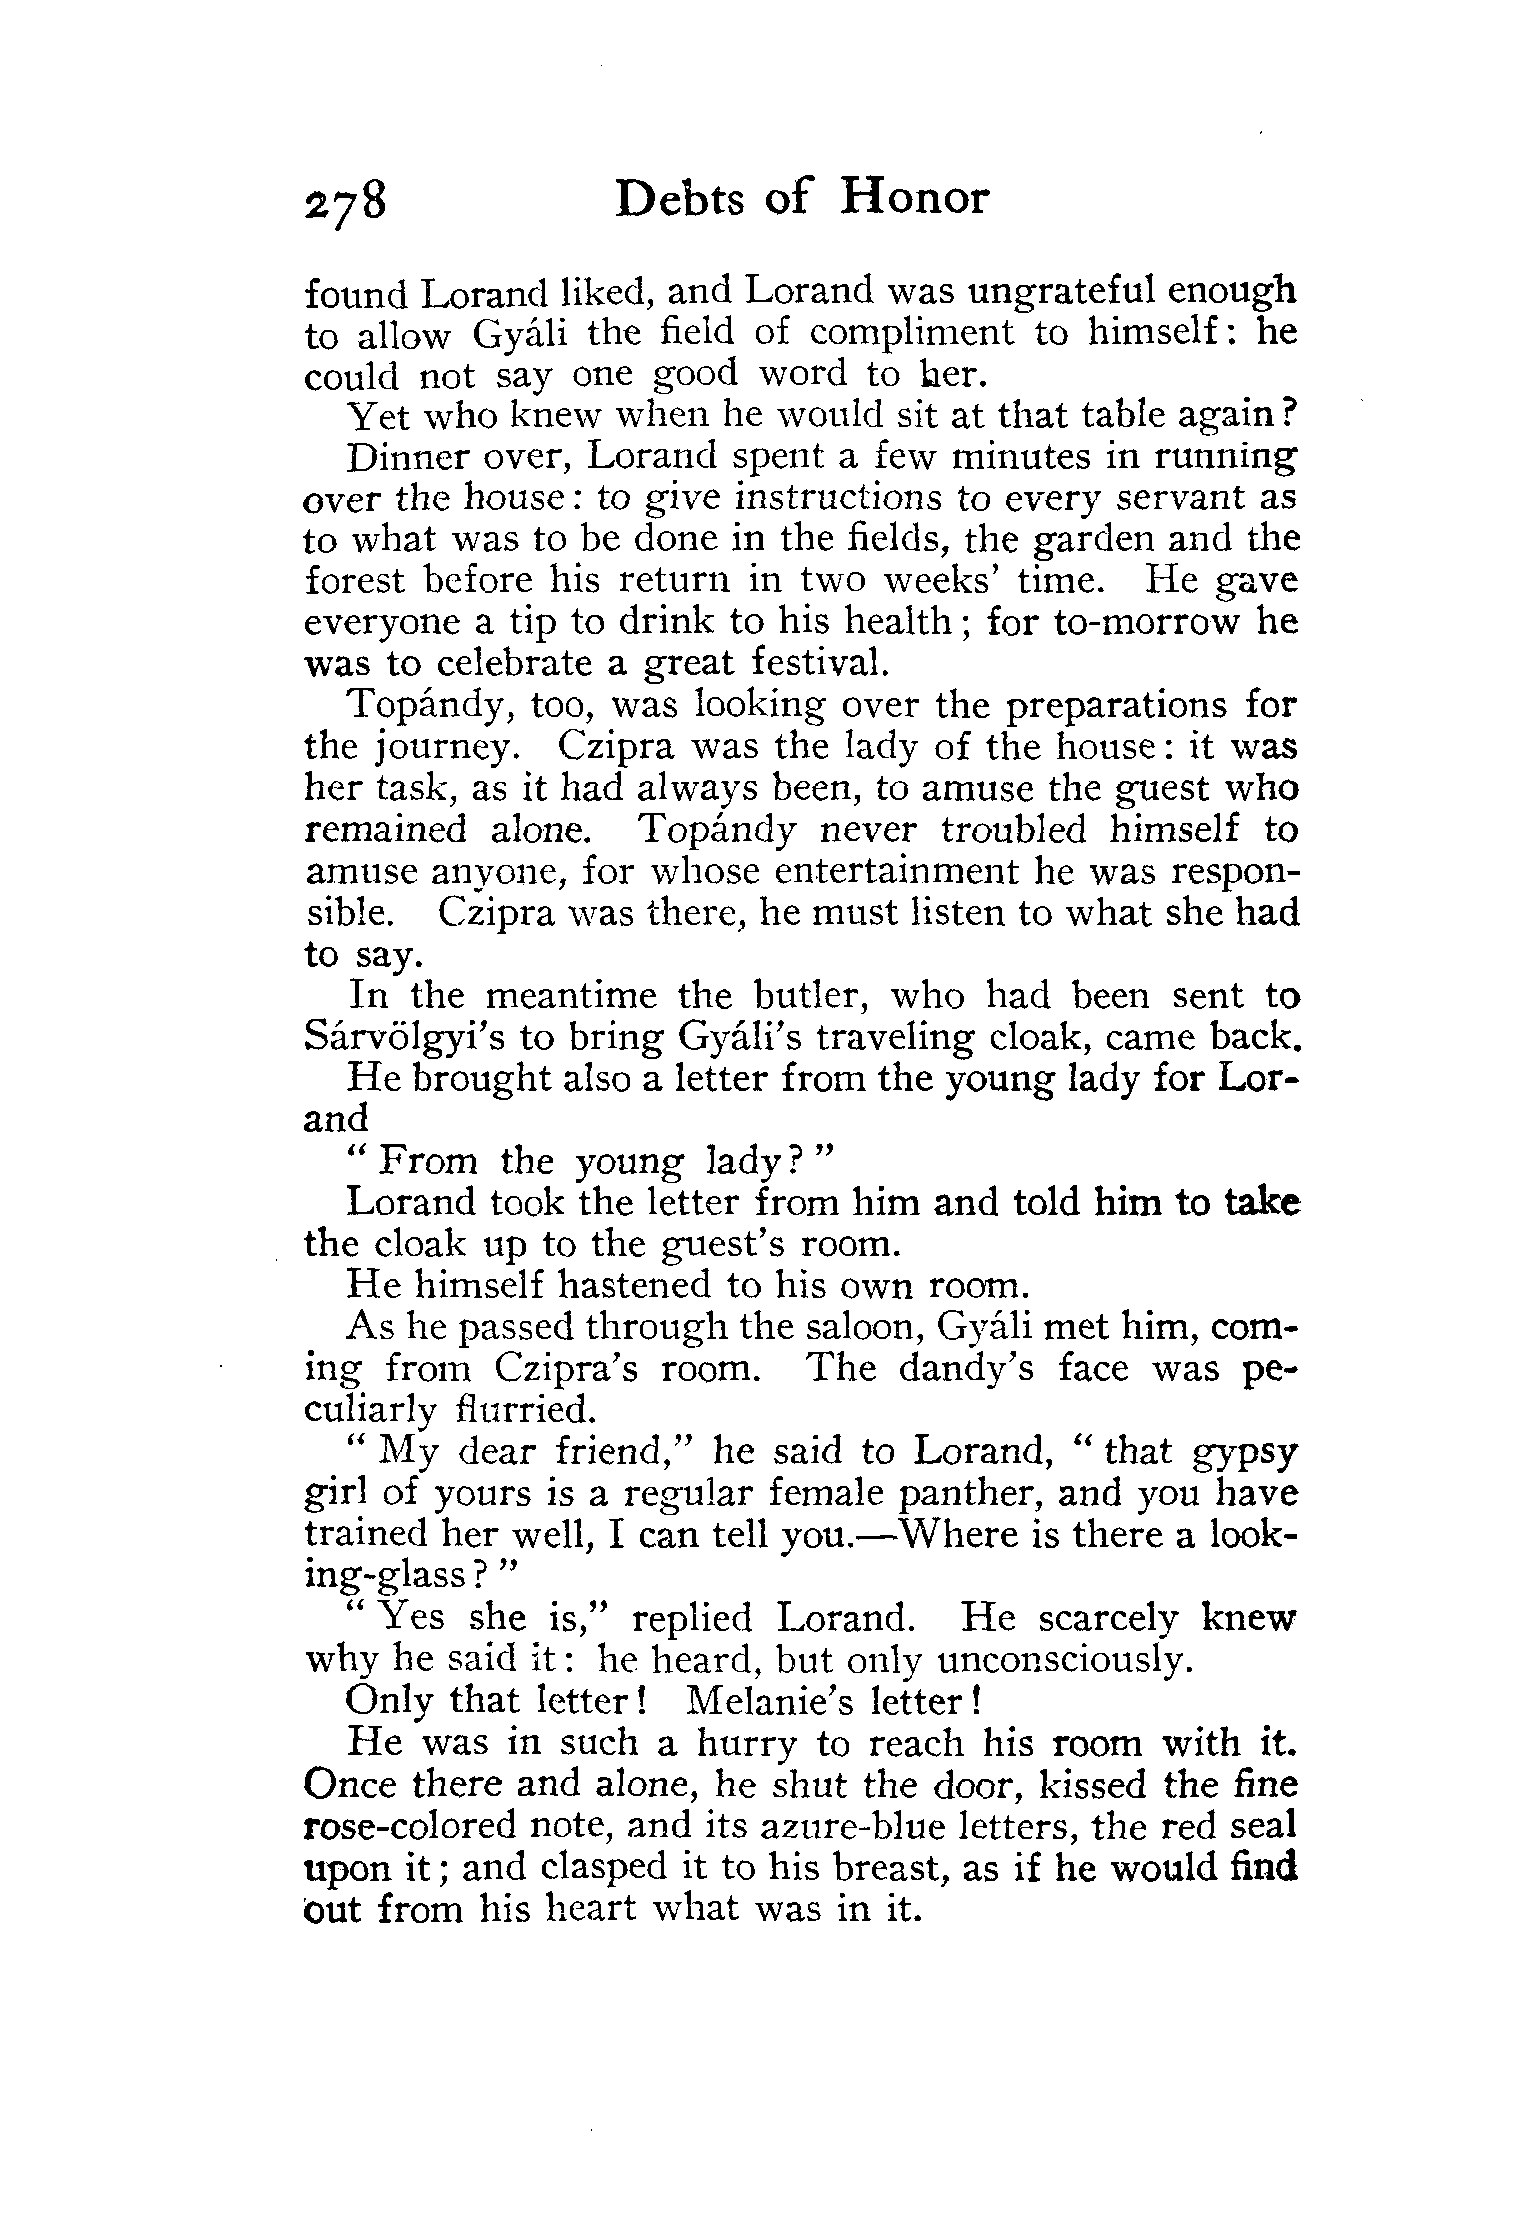 278 Debts of Honor
found Lorand liked, and Lorand was ungrateful enough
to allow Gyáli the field of compliment to himself: he
could not say one good word to her.
Yet who knew when he would sit at that table again?
Dinner over, Lorand spent a few minutes in running
over the house: to give instructions to every servant as
to what was to be done in the fields, the garden and the
forest before his return in two weeks' time. He gave
everyone a tip to drink to his health; for to-morrow he
was to celebrate a great festival.
Topándy, too, was looking over the preparations for
the journey. Czipra was the lady of the house: it was
her task, as it had always been, to amuse the guest who
remained alone. Topándy never troubled himself to
amuse anyone, for whose entertainment he was respon-
sible. Czipra was there, he must listen to what she had
to say.
In the meantime the butler, who had been sent to
Sárvölgyi's to bring Gyáli's traveling cloak, came back.
He brought also a letter from the young lady for Lor-
and
" From the young lady? "
Lorand took the letter from him and told him to take
the cloak up to the guest's room.
He himself hastened to his own room.
As he passed through the saloon, Gyáli met him, com-
ing from Czipra's room. The dandy's face was pe-
culiarly flurried.
" My dear friend," he said to Lorand, " that gypsy
girl of yours is a regular female panther, and you have
trained her well, I can tell you.—Where is there a look-
ing-glass? "
" Yes she is," replied Lorand. He scarcely knew
why he said it: he heard, but only unconsciously.
Only that letter! Melanie's letter!
He was in such a hurry to reach his room with it.
Once there and alone, he shut the door, kissed the fine
rose-colored note, and its azure-blue letters, the red seal
upon it; and clasped it to his breast, as if he would find
out from his heart what was in it.